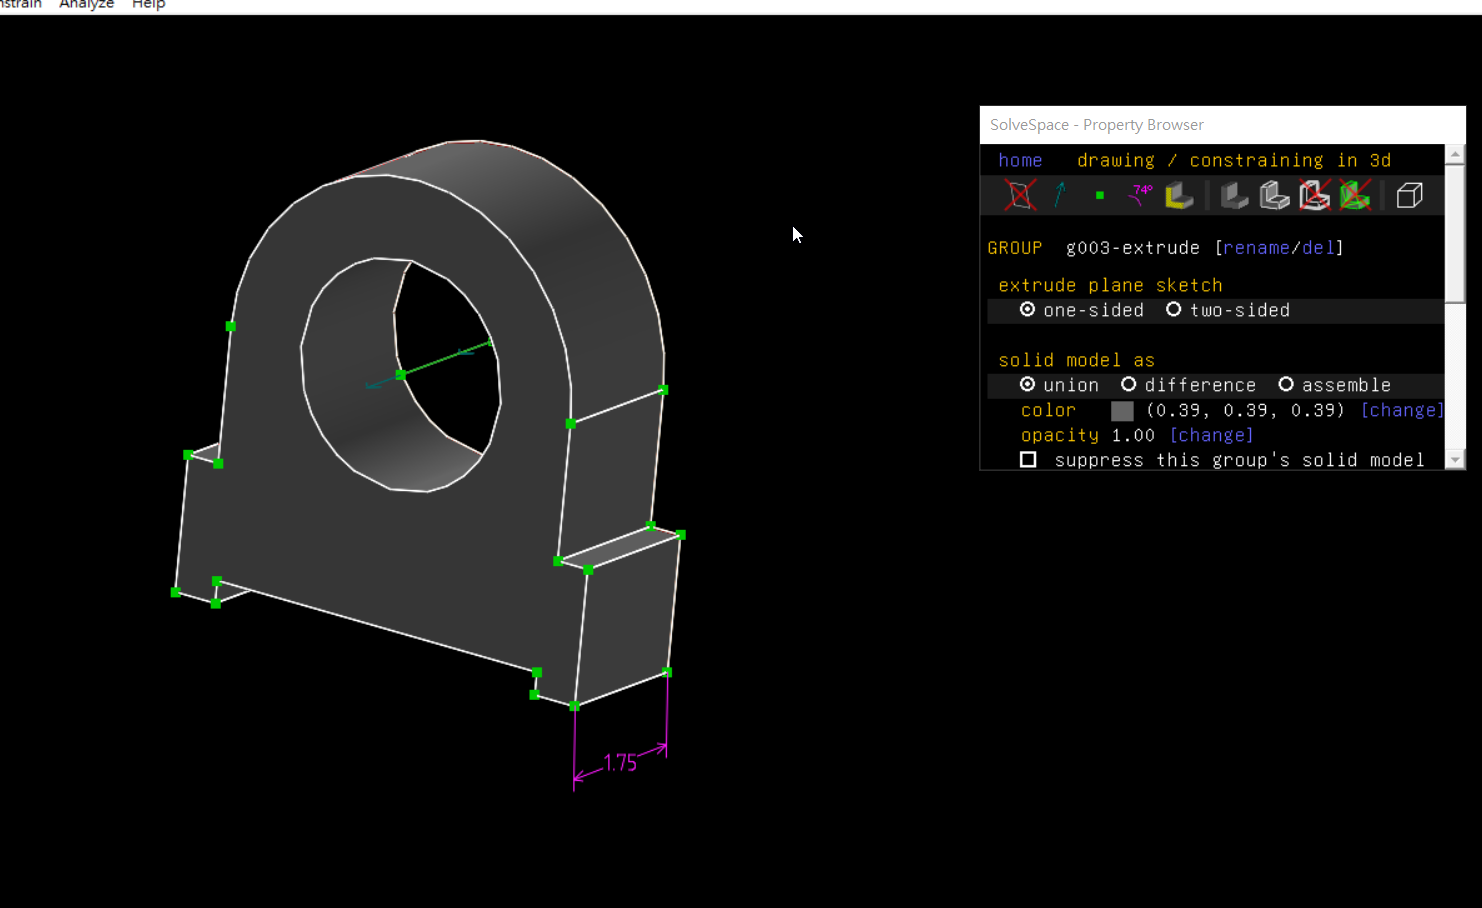 Analyze Help
SolveSpace - Property Browser
home drawing / constraining in 3d
74°
GROUP g003-extrude [rename/del]
extrude plane sketch
one-sided two-sided
solid model as
union difference assemble
color (0.39, 0.39, 0.39) [change]
opacity 1.00 [change]
suppress this group's solid model
1.75